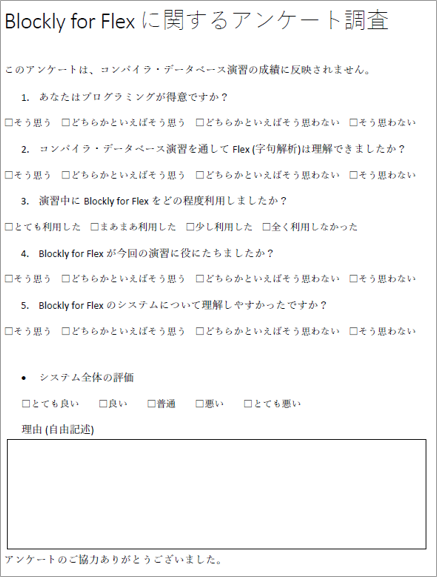 Blockly for Flex に関するアンケート調査
このアンケートは、コンパイラ・データベース演習の成績に反映されません。
1. あなたはプログラミングが得意ですか？
□そう思う □どちらかといえばそう思う □どちらかといえばそう思わない □そう思わない
2. コンパイラ・データベース演習を通して Flex (字句解析)は理解できましたか？
□そう思う □どちらかといえばそう思う □どちらかといえばそう思わない □そう思わない
3. 演習中に Blockly for Flex をどの程度利用しましたか？
□とても利用した □まあまあ利用した □少し利用した □全く利用しなかった
4. Blockly for Flex が今回の演習に役にたちましたか？
□そう思う □どちらかといえばそう思う □どちらかといえばそう思わない □そう思わない
5. Blockly for Flex のシステムについて理解しやすかったですか？
□そう思う □どちらかといえばそう思う □どちらかといえばそう思わない □そう思わない
• システム全体の評価
□とても良い □良い □普通 □悪い □とても悪い
理由 (自由記述)
アンケートのご協力ありがとうございました。